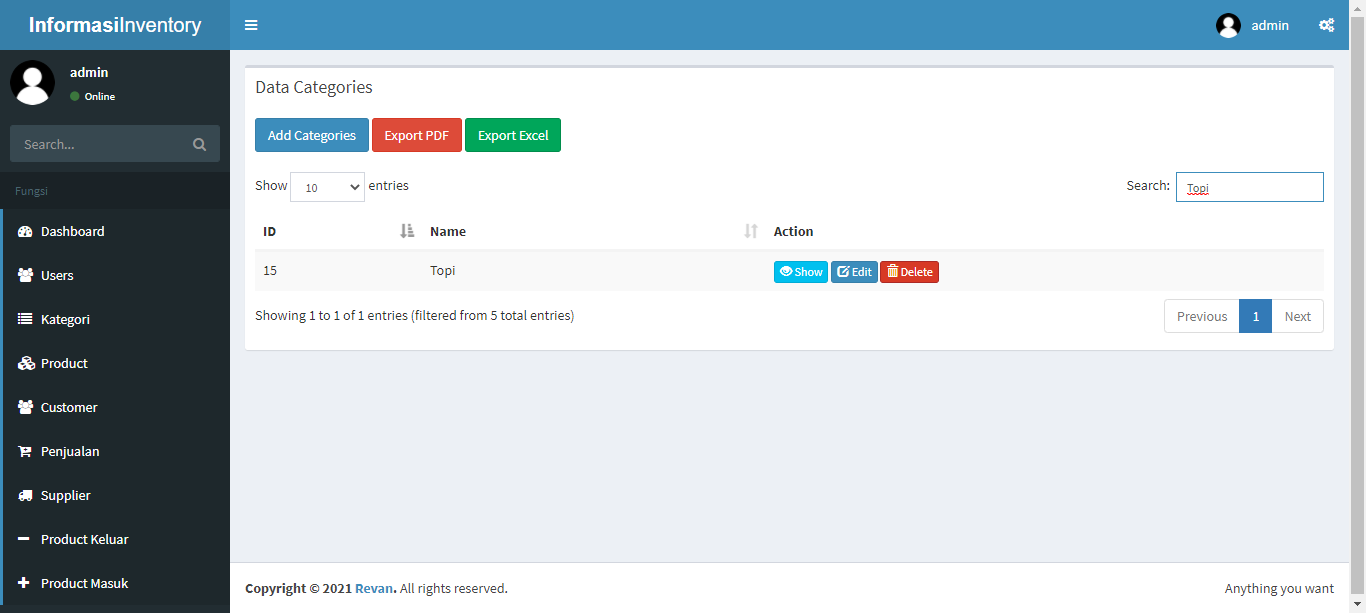 InformasiInventory
admin
admin
Online
Search...
Fungsi
Dashboard
Users
Kategori
Product
Customer
Penjualan
Supplier
Product Keluar
Product Masuk
Data Categories
Add Categories Export PDF Export Excel
Show 10 entries Search: Topi
ID Name Action
15 Topi Show Edit Delete
Showing 1 to 1 of 1 entries (filtered from 5 total entries) Previous 1 Next
Copyright © 2021 Revan. All rights reserved. Anything you want